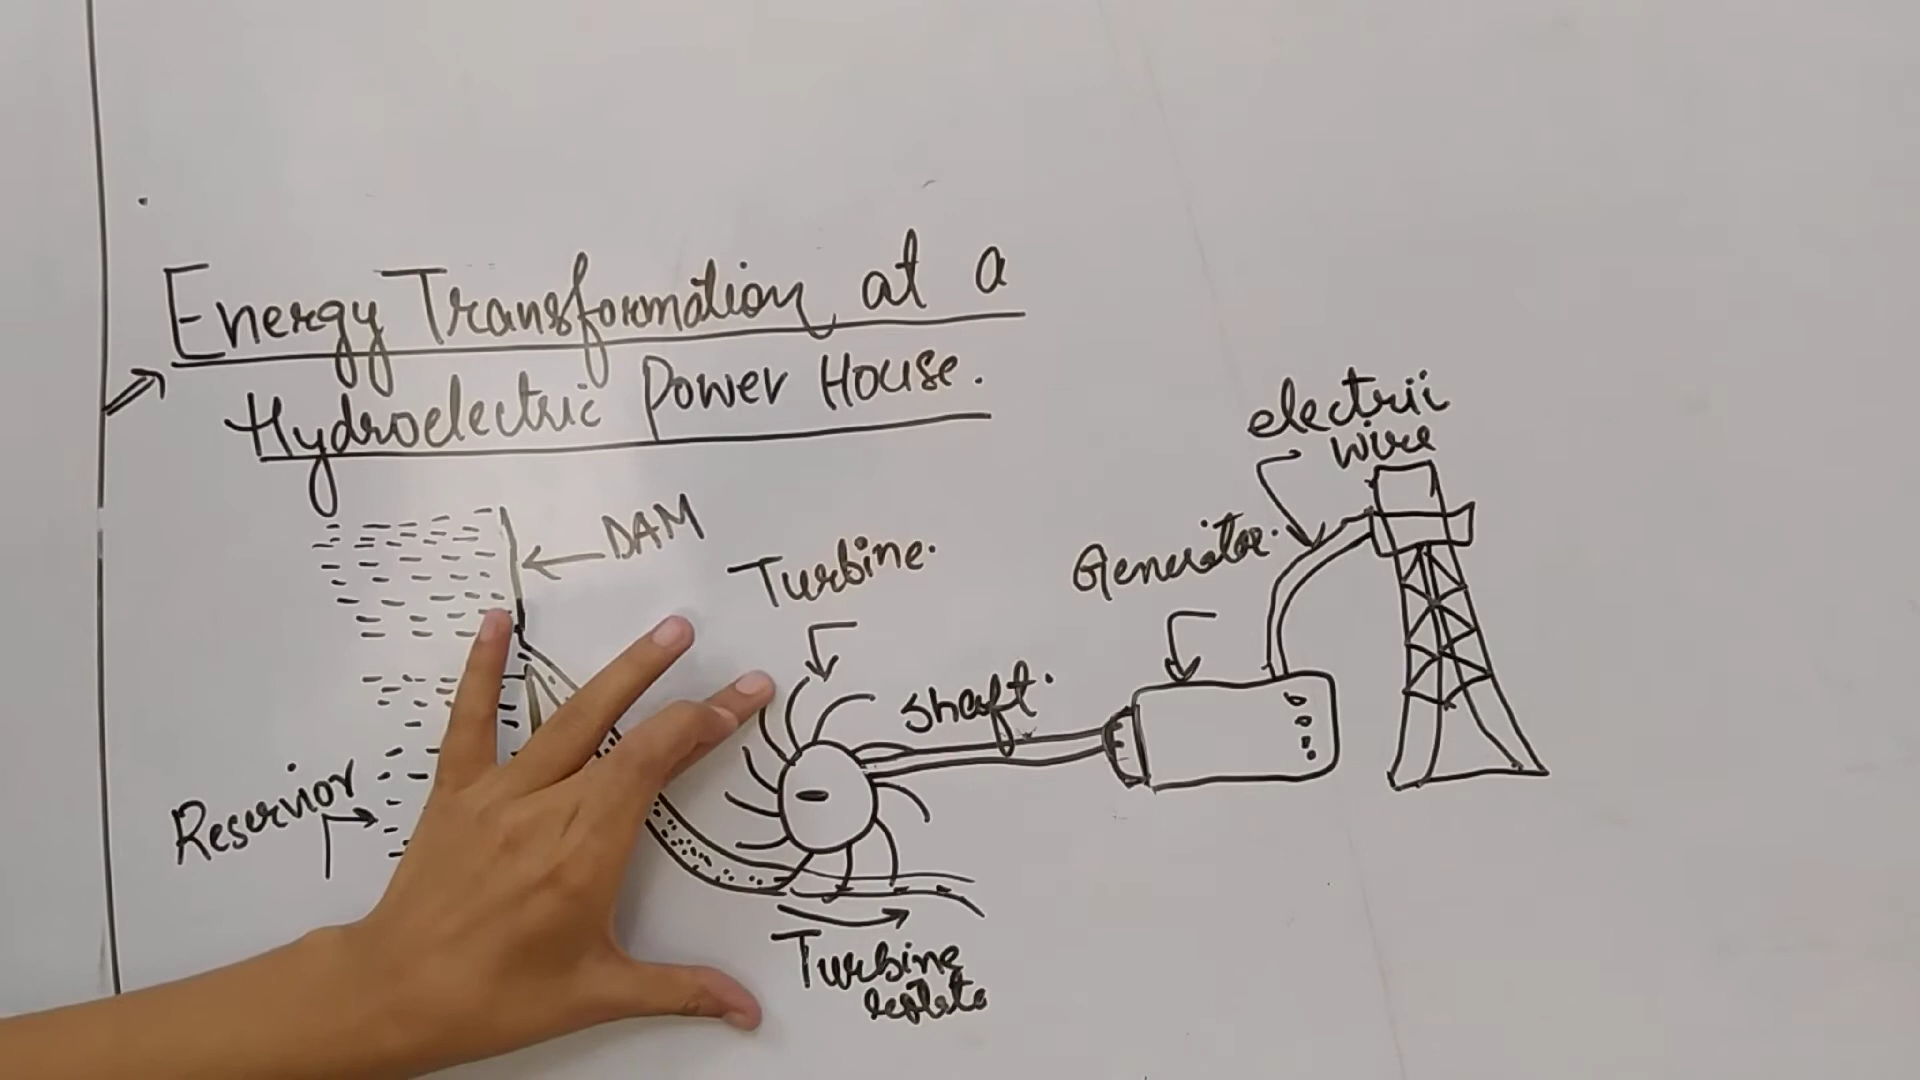 Energy Transformation at a
Hydroelectric Power House.
electric
wire
DAM
Turbine.
Generator.
Shaft.
Reservior
Turbine